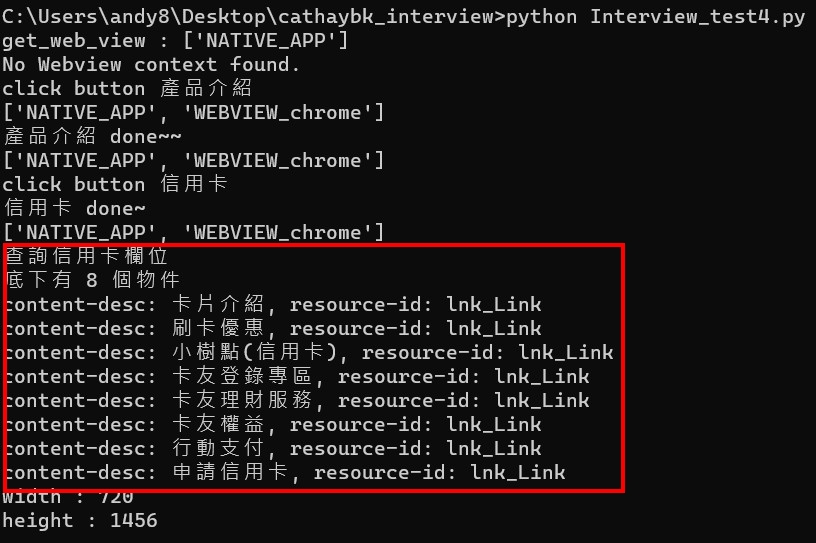 C:\Users\andy8\Desktop\cathaybk_interview>python Interview_test4.py
get_web_view : ['NATIVE_APP']
No Webview context found.
click button 產品介紹
['NATIVE_APP', 'WEBVIEW_chrome']
產品介紹 done~~
['NATIVE_APP', 'WEBVIEW_chrome']
click button 信用卡
信用卡 done~
['NATIVE_APP', 'WEBVIEW_chrome']
查詢信用卡欄位
底下有 8 個物件
content-desc: 卡片介紹, resource-id: lnk_Link
content-desc: 刷卡優惠, resource-id: lnk_Link
content-desc: 小樹點(信用卡), resource-id: lnk_Link
content-desc: 卡友登錄專區, resource-id: lnk_Link
content-desc: 卡友理財服務, resource-id: lnk_Link
content-desc: 卡友權益, resource-id: lnk_Link
content-desc: 行動支付, resource-id: lnk_Link
content-desc: 申請信用卡, resource-id: lnk_Link
Width : 720
height : 1456